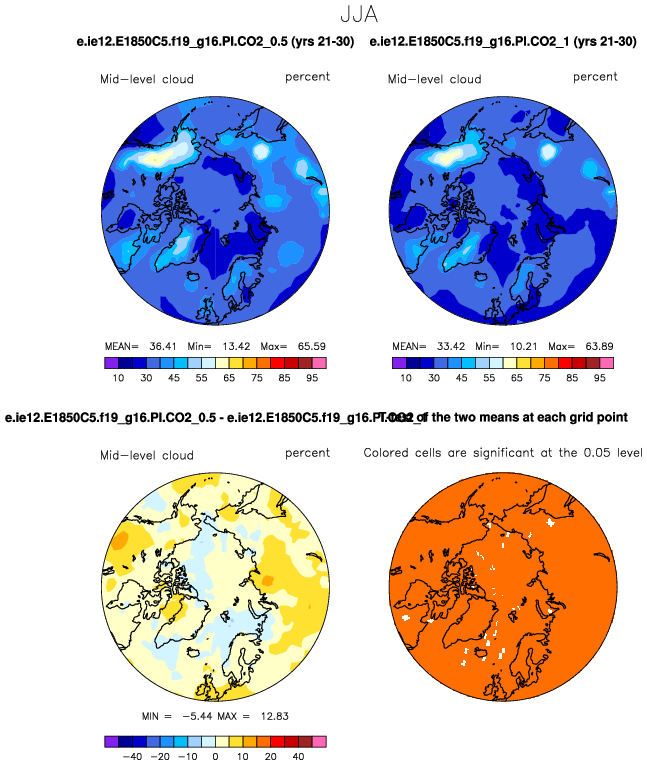 JJA
e.ie12.E1850C5.f19_g16.PI.CO2_0.5 (yrs 21-30)
e.ie12.E1850C5.f19_g16.PI.CO2_1 (yrs 21-30)
Mid-level cloud percent
Mid-level cloud percent
MEAN= 36.41 Min= 13.42 Max= 65.59
10 30 45 55 65 75 85 95
MEAN= 33.42 Min= 10.21 Max= 63.89
10 30 45 55 65 75 85 95
e.ie12.E1850C5.f19_g16.PI.CO2_0.5 - e.ie12.E1850C5.f19_g16.PI.CO2_1
T-test of the two means at each grid point
Mid-level cloud percent
Colored cells are significant at the 0.05 level
MIN = -5.44 MAX = 12.83
-40 -20 -10 0 10 20 40